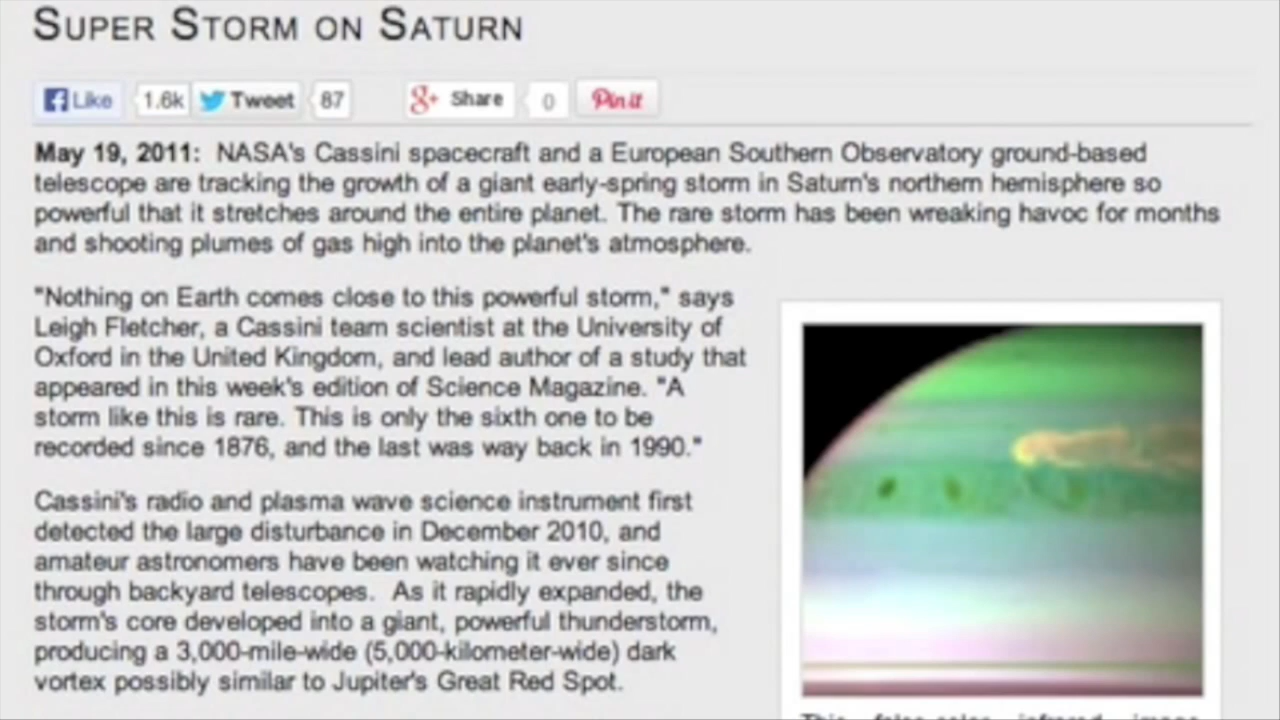 SUPER STORM ON SATURN
Like 1.6k Tweet 87 Share 0 Pin it
May 19, 2011: NASA's Cassini spacecraft and a European Southern Observatory ground-based
telescope are tracking the growth of a giant early-spring storm in Saturn's northern hemisphere so
powerful that it stretches around the entire planet. The rare storm has been wreaking havoc for months
and shooting plumes of gas high into the planet's atmosphere.
"Nothing on Earth comes close to this powerful storm," says
Leigh Fletcher, a Cassini team scientist at the University of
Oxford in the United Kingdom, and lead author of a study that
appeared in this week's edition of Science Magazine. "A
storm like this is rare. This is only the sixth one to be
recorded since 1876, and the last was way back in 1990."
Cassini's radio and plasma wave science instrument first
detected the large disturbance in December 2010, and
amateur astronomers have been watching it ever since
through backyard telescopes. As it rapidly expanded, the
storm's core developed into a giant, powerful thunderstorm,
producing a 3,000-mile-wide (5,000-kilometer-wide) dark
vortex possibly similar to Jupiter's Great Red Spot.
This false-color infrared image